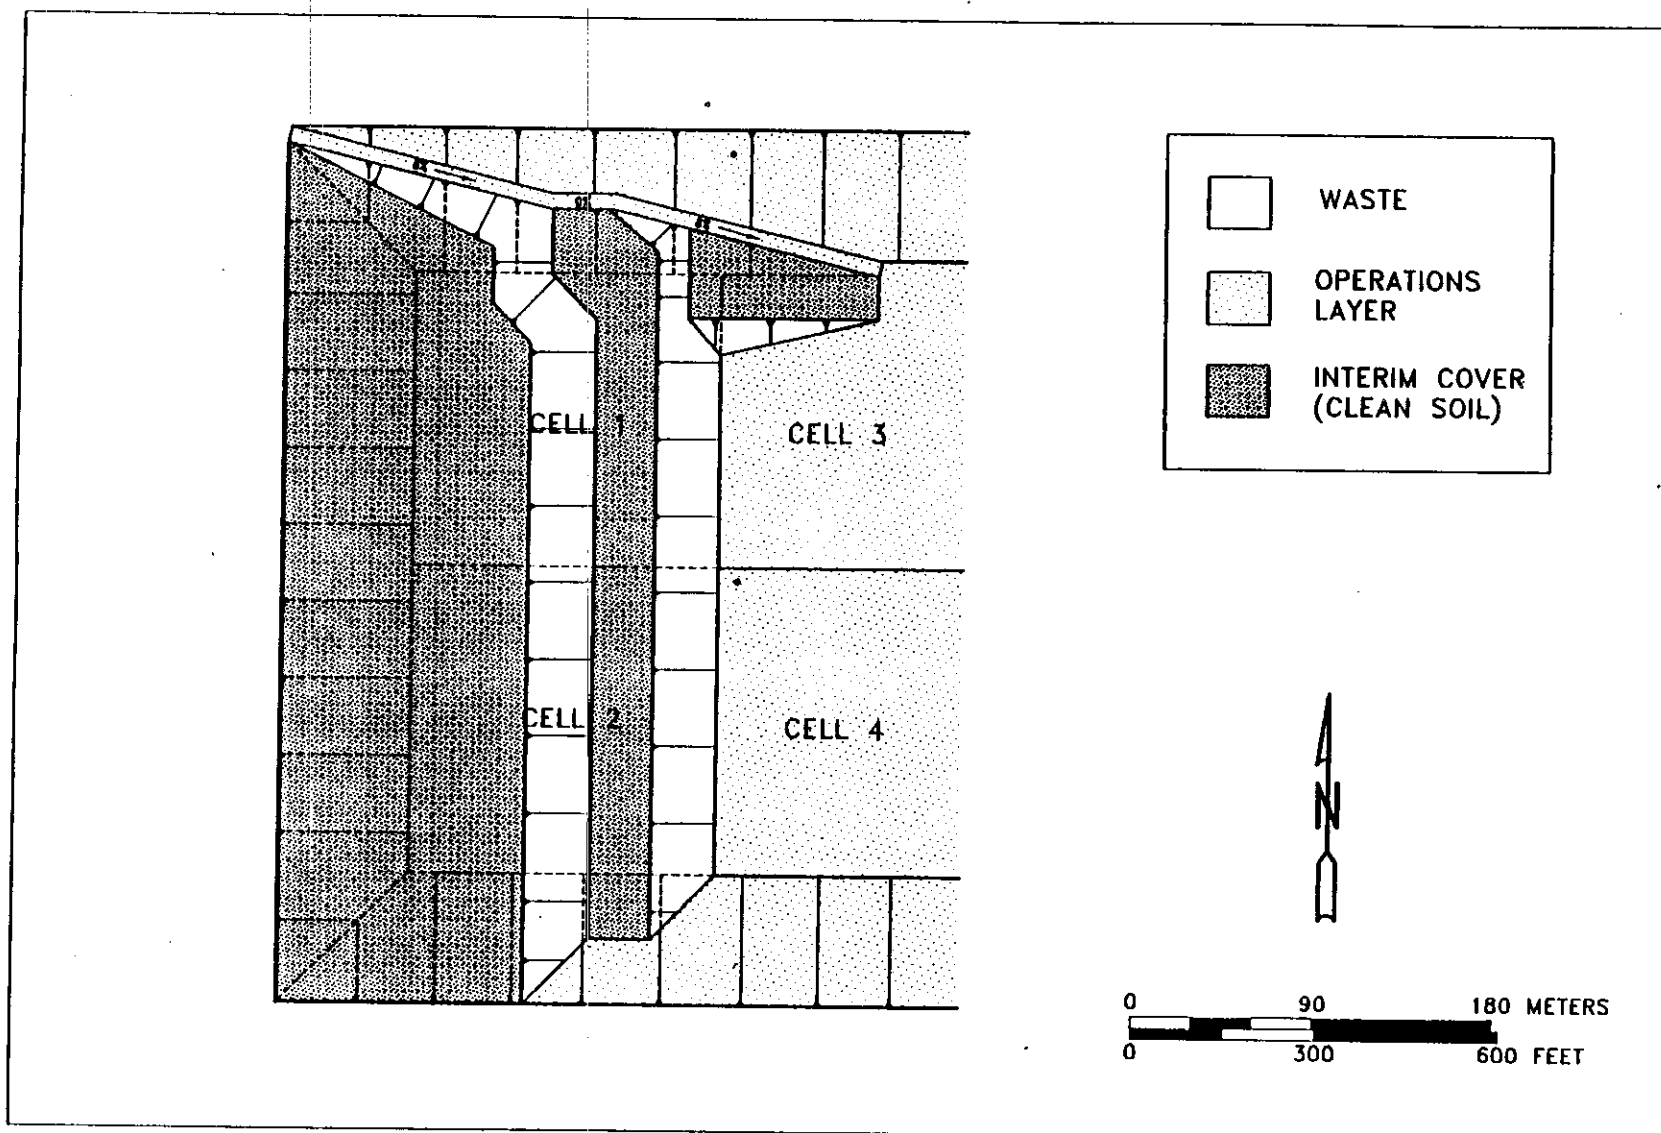 WASTE
OPERATIONS
LAYER
INTERIM COVER
(CLEAN SOIL)
CELL 1
CELL 3
CELL 2
CELL 4
N
0 90 180 METERS
0 300 600 FEET